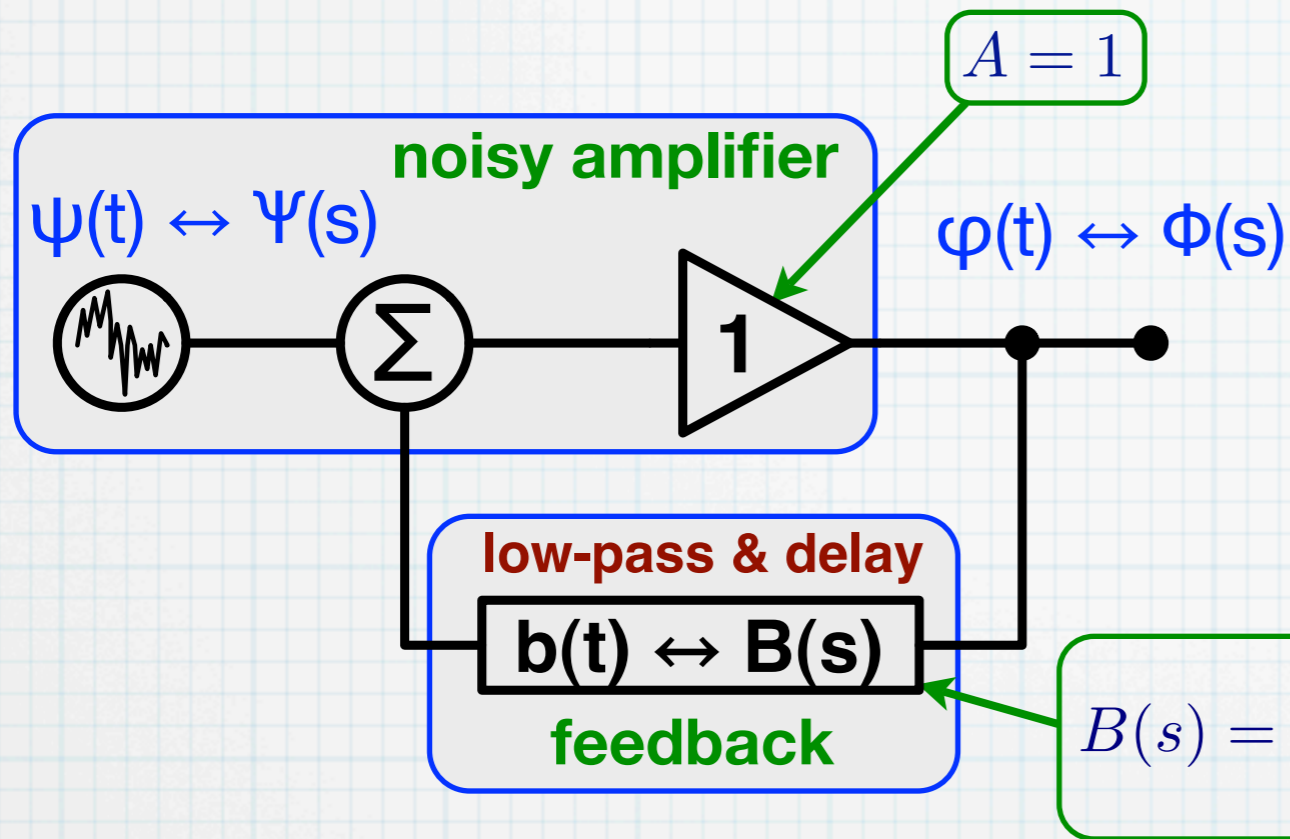 A = 1
noisy amplifier
ψ(t) ↔ Ψ(s)
φ(t) ↔ Φ(s)
Σ
1
low-pass & delay
b(t) ↔ B(s)
feedback
B(s) =